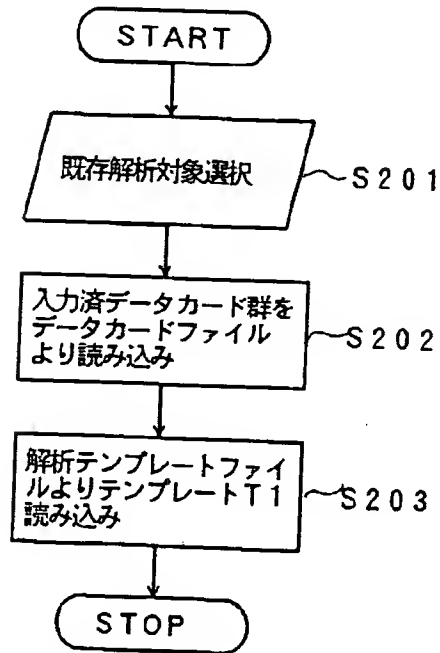 START
既存解析対象選択
S201
入力済データカード群を
データカードファイル
より読み込み
S202
解析テンプレートファイ
ルよりテンプレートT1
読み込み
S203
STOP